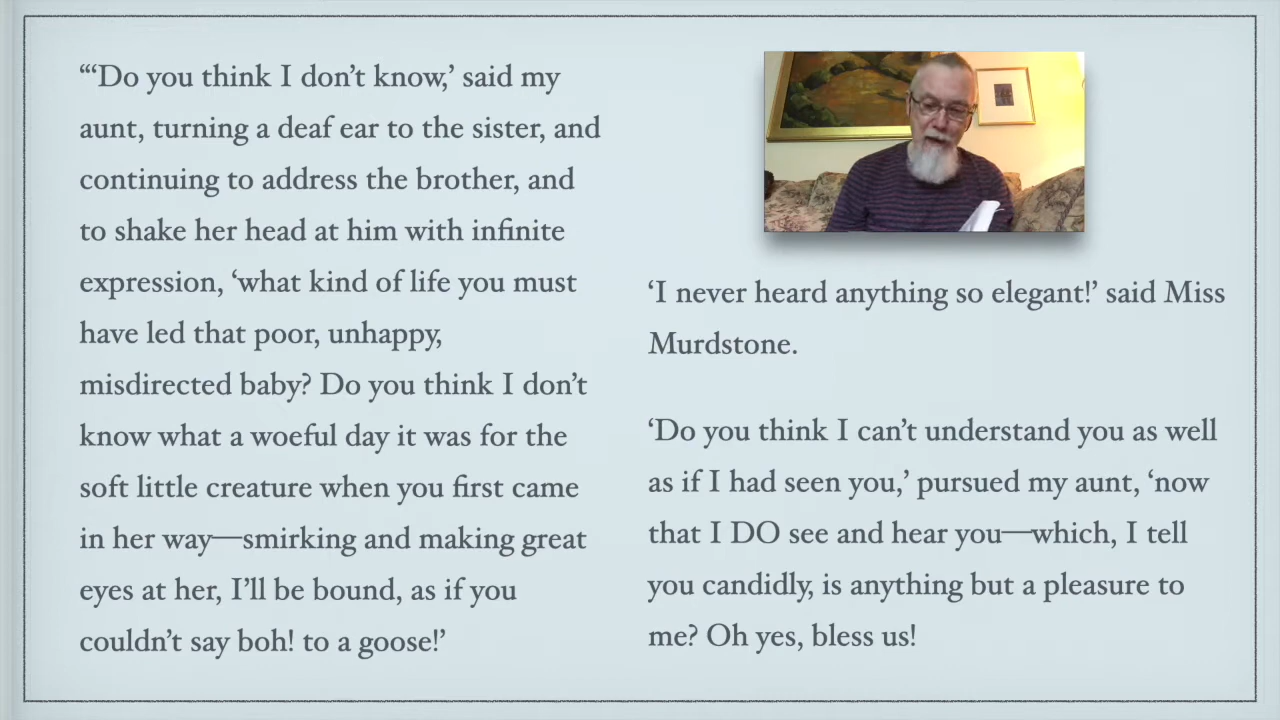 “‘Do you think I don’t know,’ said my
aunt, turning a deaf ear to the sister, and
continuing to address the brother, and
to shake her head at him with infinite
expression, ‘what kind of life you must
have led that poor, unhappy,
misdirected baby? Do you think I don’t
know what a woeful day it was for the
soft little creature when you first came
in her way—smirking and making great
eyes at her, I’ll be bound, as if you
couldn’t say boh! to a goose!’
‘I never heard anything so elegant!’ said Miss
Murdstone.
‘Do you think I can’t understand you as well
as if I had seen you,’ pursued my aunt, ‘now
that I DO see and hear you—which, I tell
you candidly, is anything but a pleasure to
me? Oh yes, bless us!